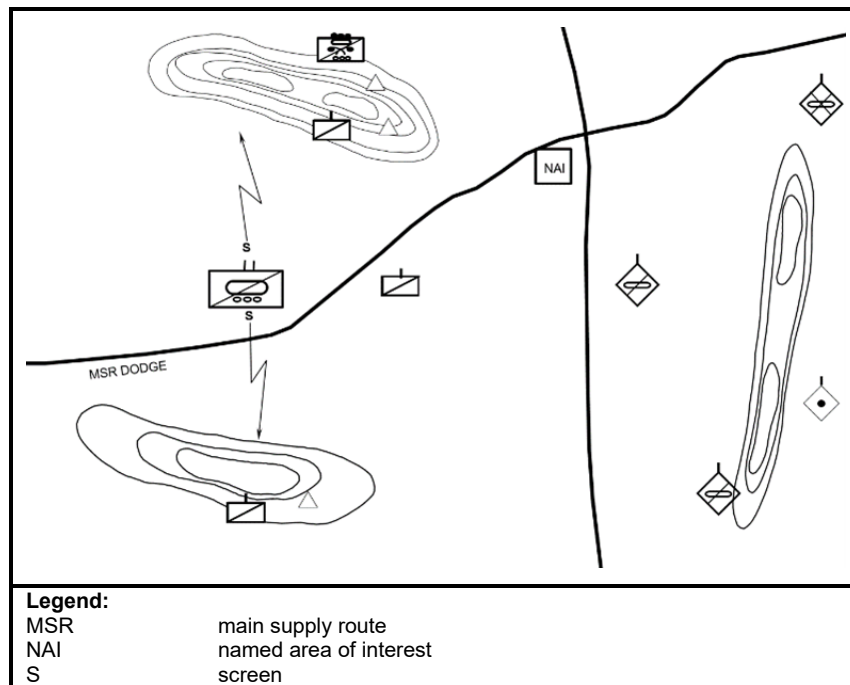 NAI
S
S
MSR DODGE
Legend:
MSR main supply route
NAI named area of interest
S screen